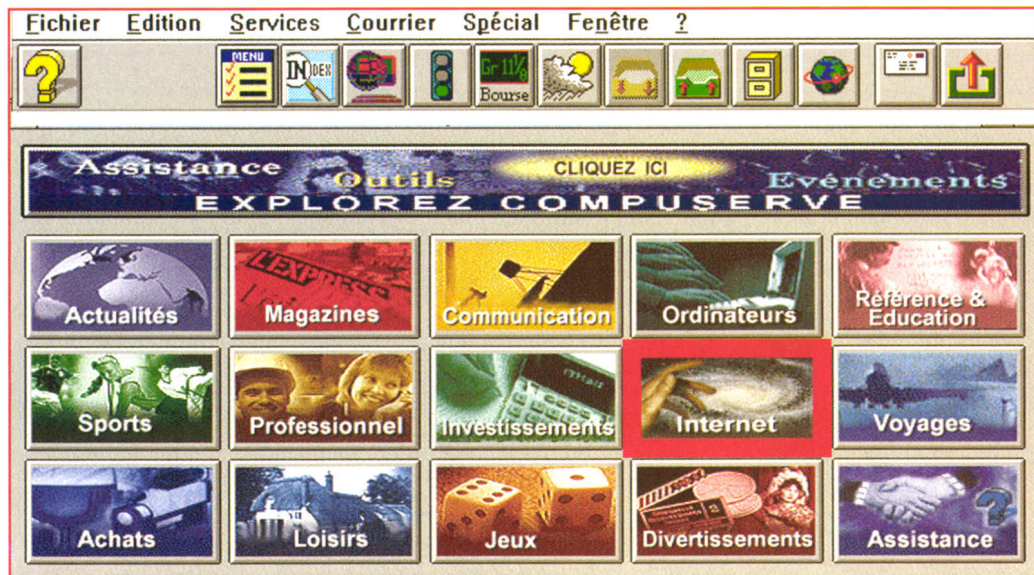 Fichier Edition Services Courrier Spécial Fenêtre ?
MENU
INDEX
Gr 11⅛
Bourse
Assistance Outils CLIQUEZ ICI Evénements
EXPLOREZ COMPUSERVE
L'EXPRESS
Actualités Magazines Communication Ordinateurs Référence & Education
Sports Professionnel Investissements Internet Voyages
Achats Loisirs Jeux Divertissements Assistance